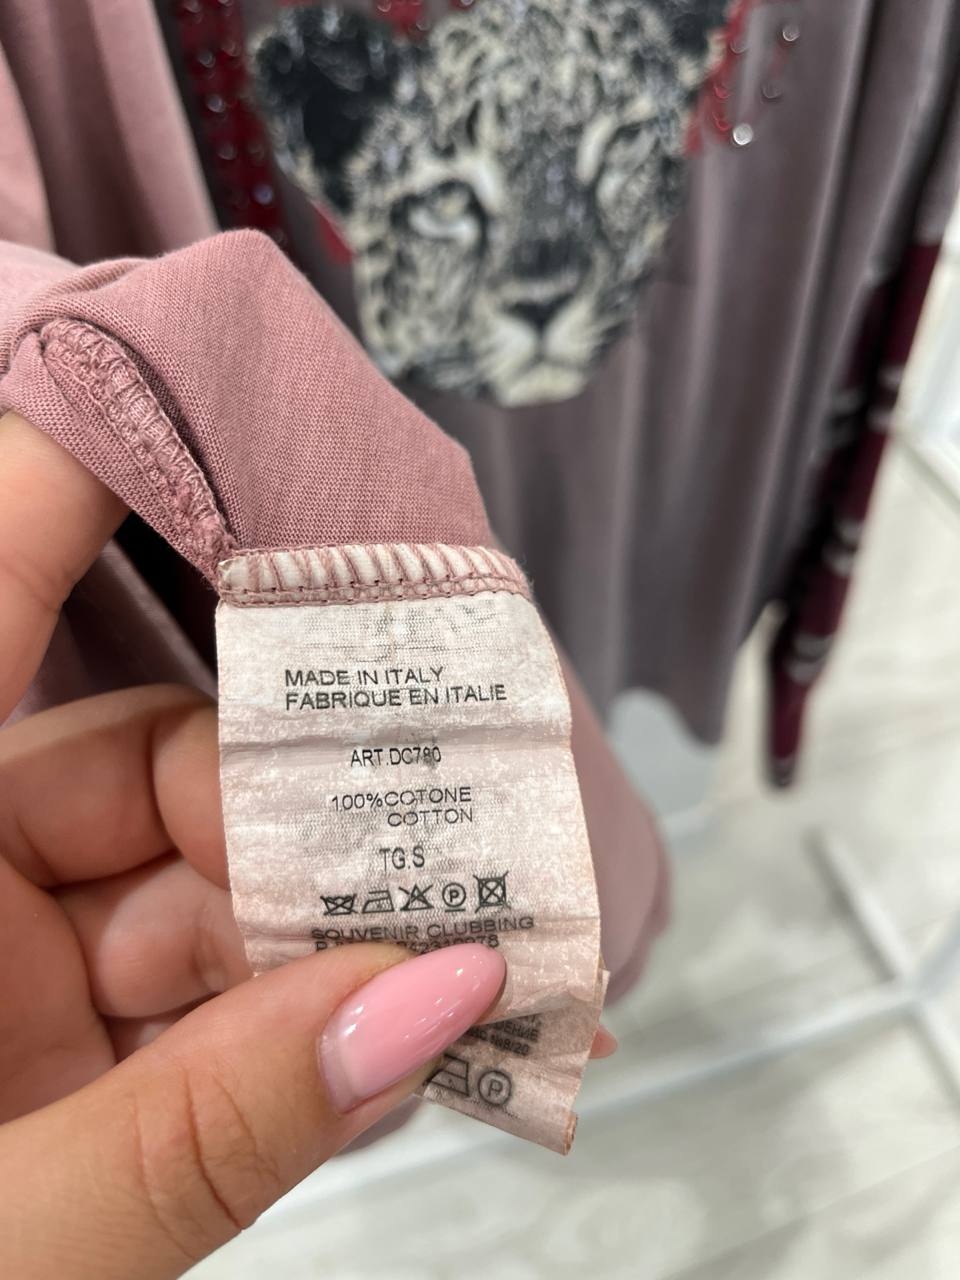 MADE IN ITALY
FABRIQUE EN ITALIE
ART.DC780
100%COTONE
COTTON
TG.S
P
SOUVENIR CLUBBING
P